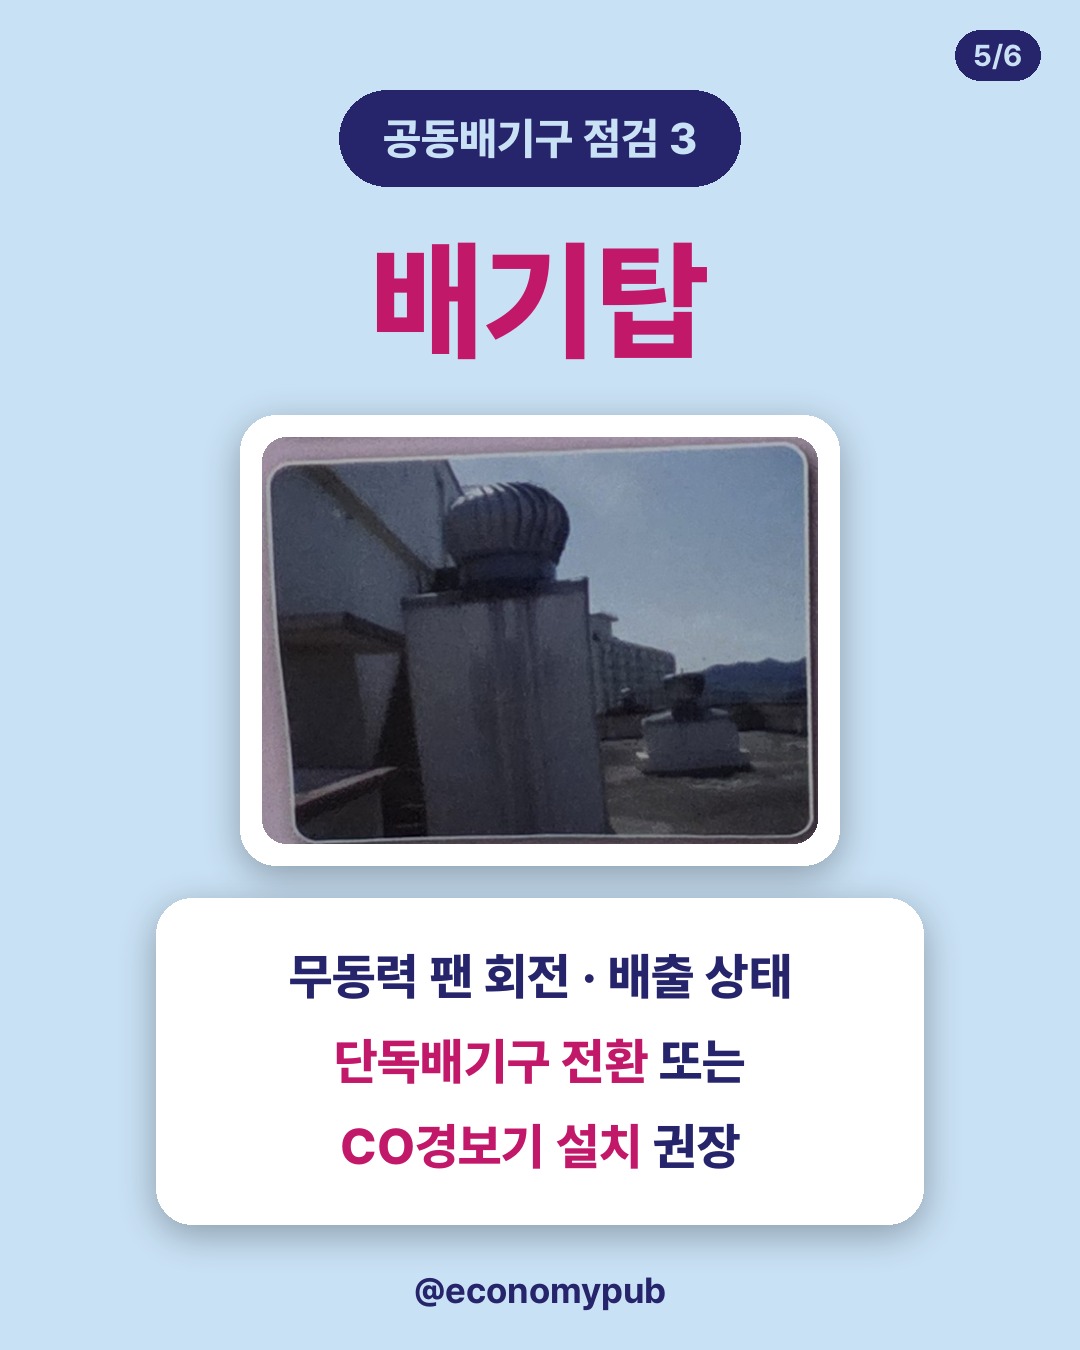 5/6
공동배기구 점검 3
배기탑
무동력 팬 회전 · 배출 상태
단독배기구 전환 또는
CO경보기 설치 권장
@economypub